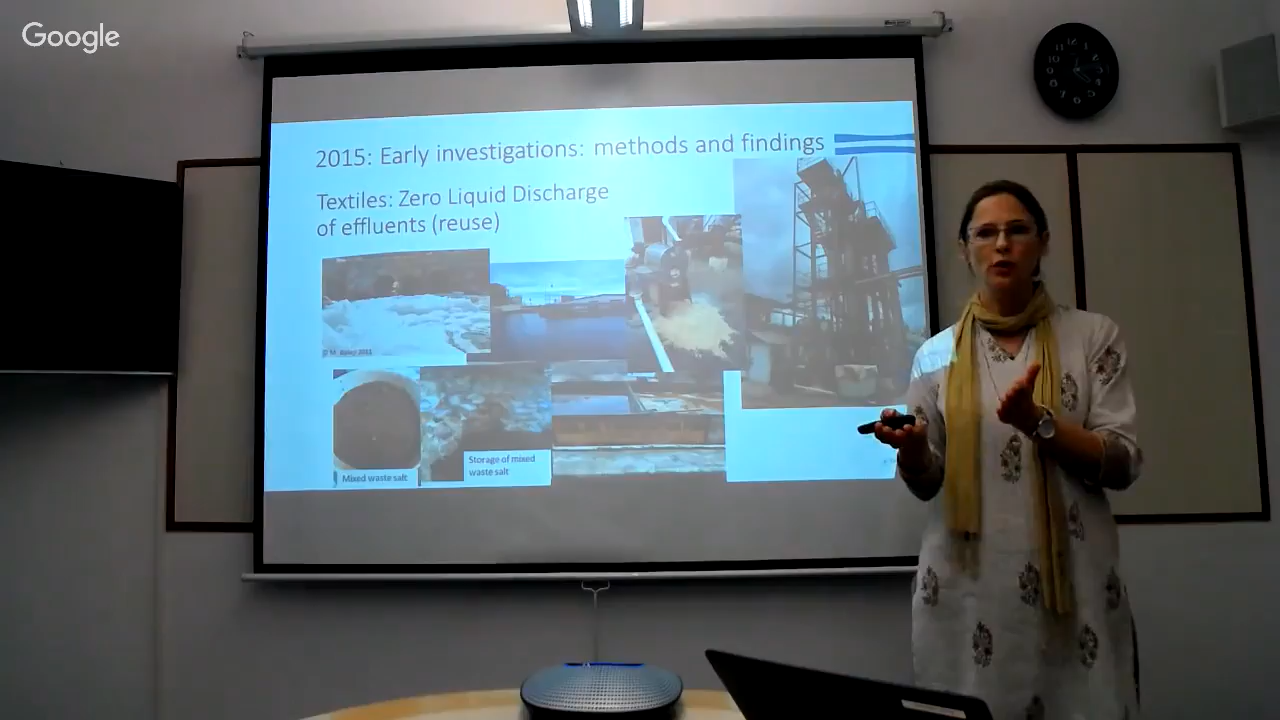 Google
2015: Early investigations: methods and findings
Textiles: Zero Liquid Discharge
of effluents (reuse)
Mixed waste salt
Storage of mixed
waste salt